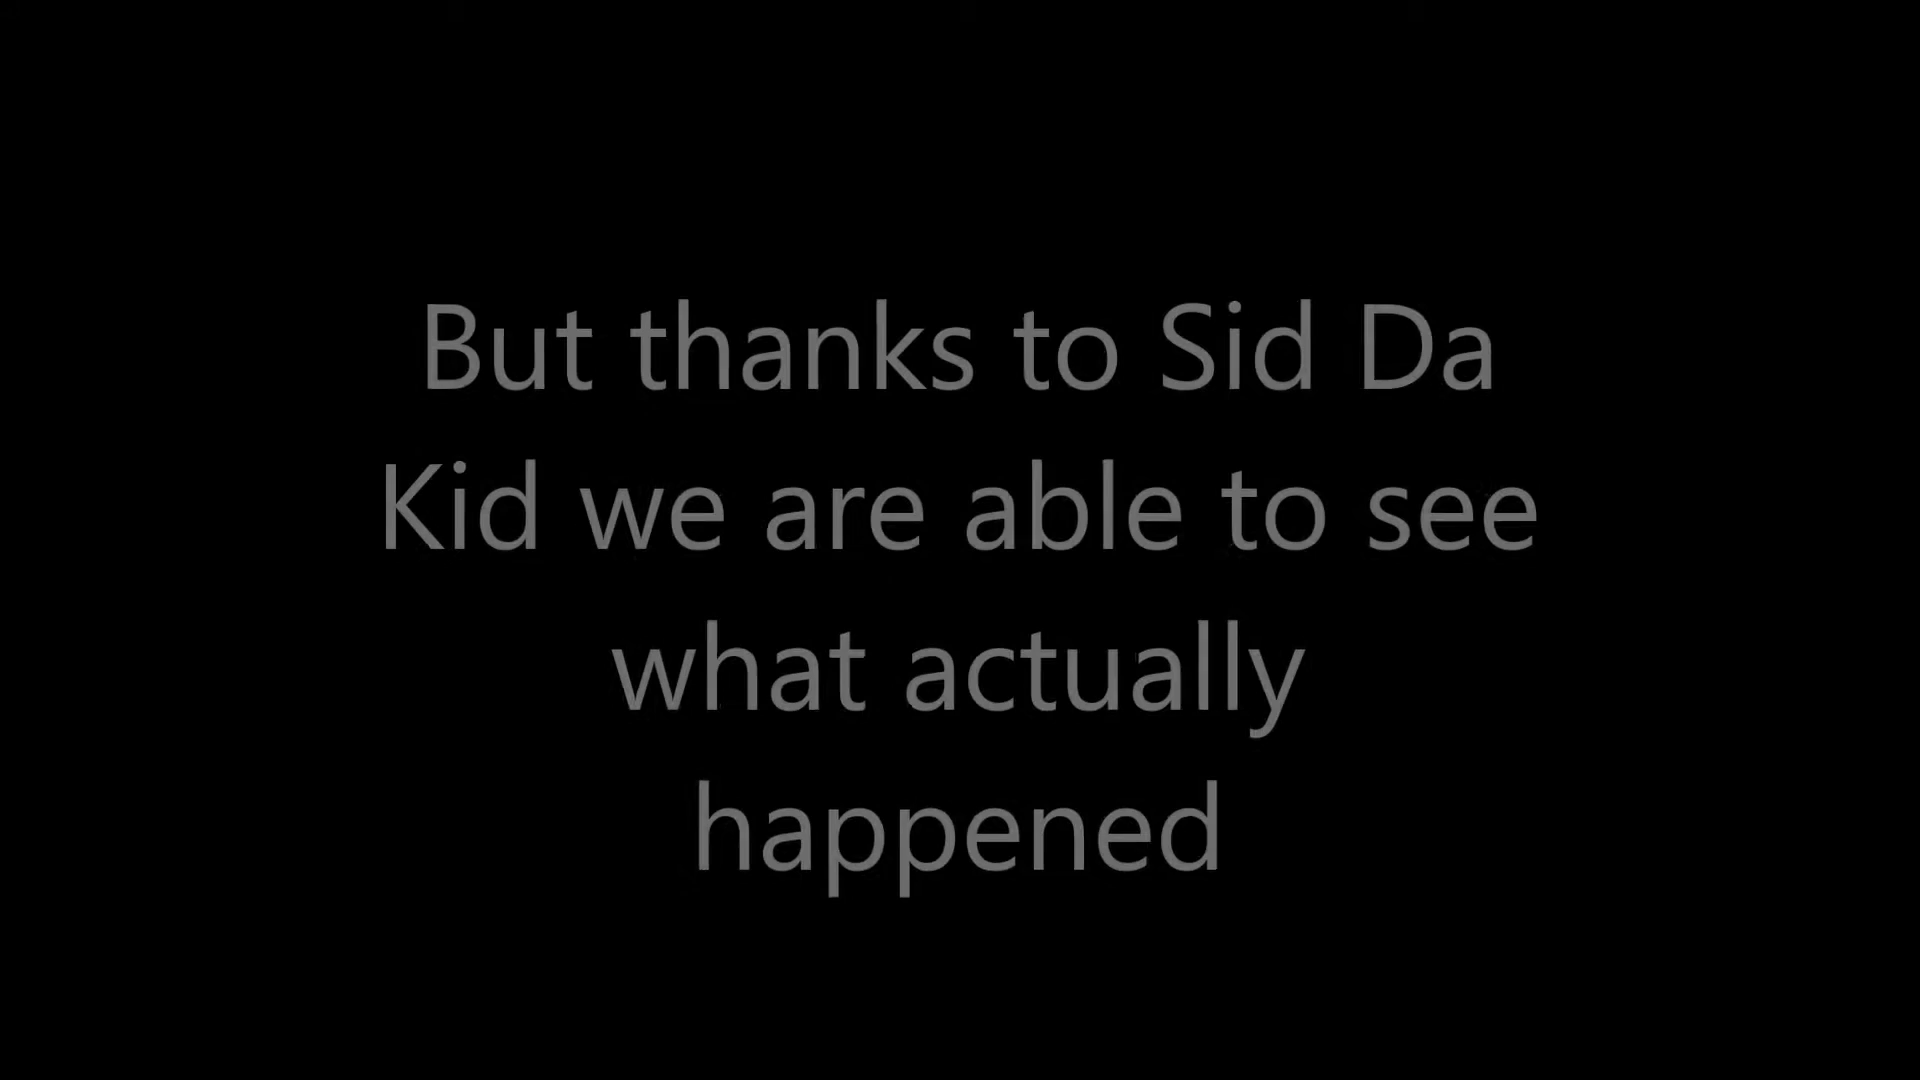 But thanks to Sid Da
Kid we are able to see
what actually
happened